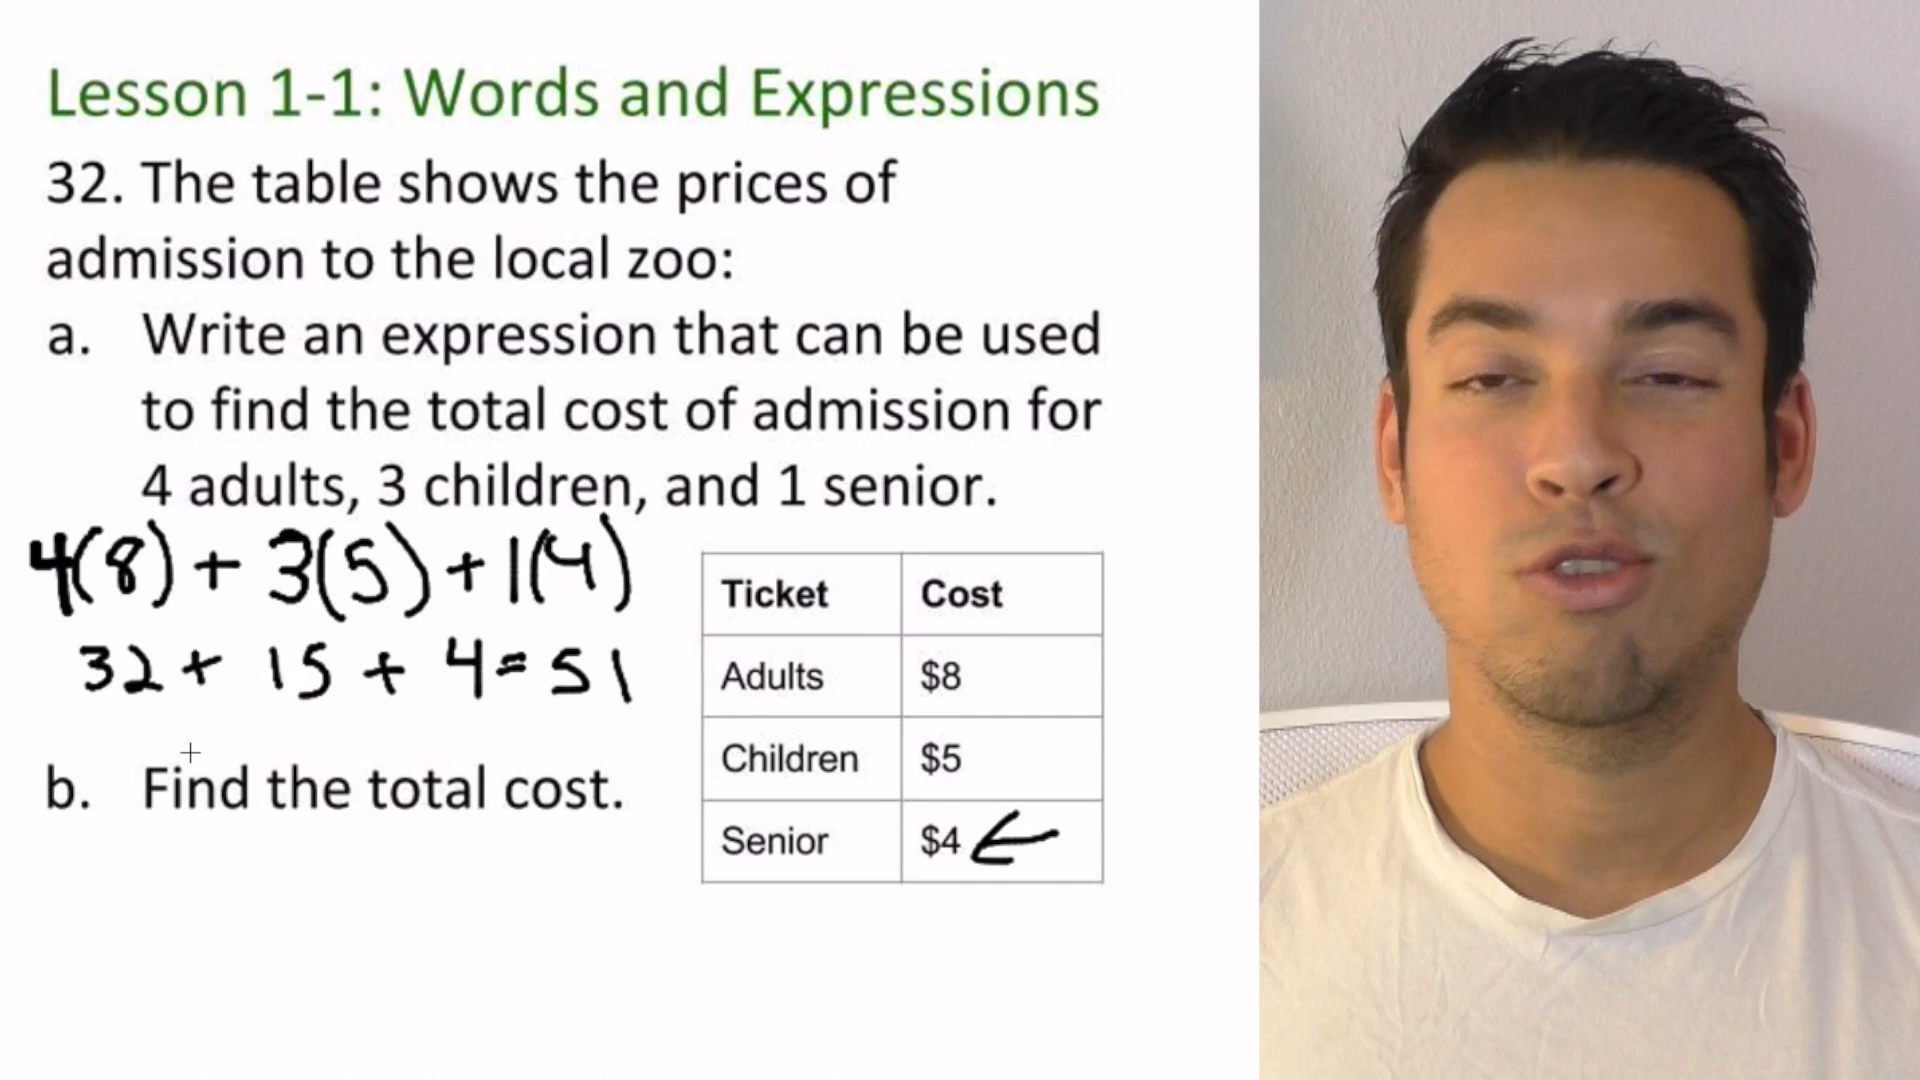 Lesson 1-1: Words and Expressions
32. The table shows the prices of
admission to the local zoo:
a. Write an expression that can be used
to find the total cost of admission for
4 adults, 3 children, and 1 senior.
4(8) + 3(5) + 1(4)
32 + 15 + 4 = 51
b. Find the total cost.
Ticket Cost
Adults $8
Children $5
Senior $4